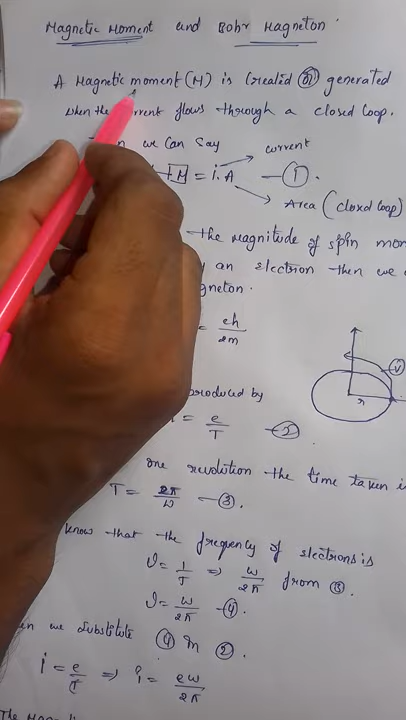 Magnetic Moment and Bohr Magneton
A Magnetic moment (M) is Crealed (or) generated
when the current flows through a closed loop.
we can say
current
M = i.A —①.
Area (closed loop)
the magnitude of spin mom
an electron then we
gneton.
= eh/2m
v
r
produced by
= e/T —②
one revolution the time taken i
T = 2π/ω —③.
know that the frequency of electrons is
ν = 1/T ⇒ ω/2π from ③.
ν = ω/2π —④.
we Substitute ④ in ②.
i = e/T ⇒ i = eω/2π